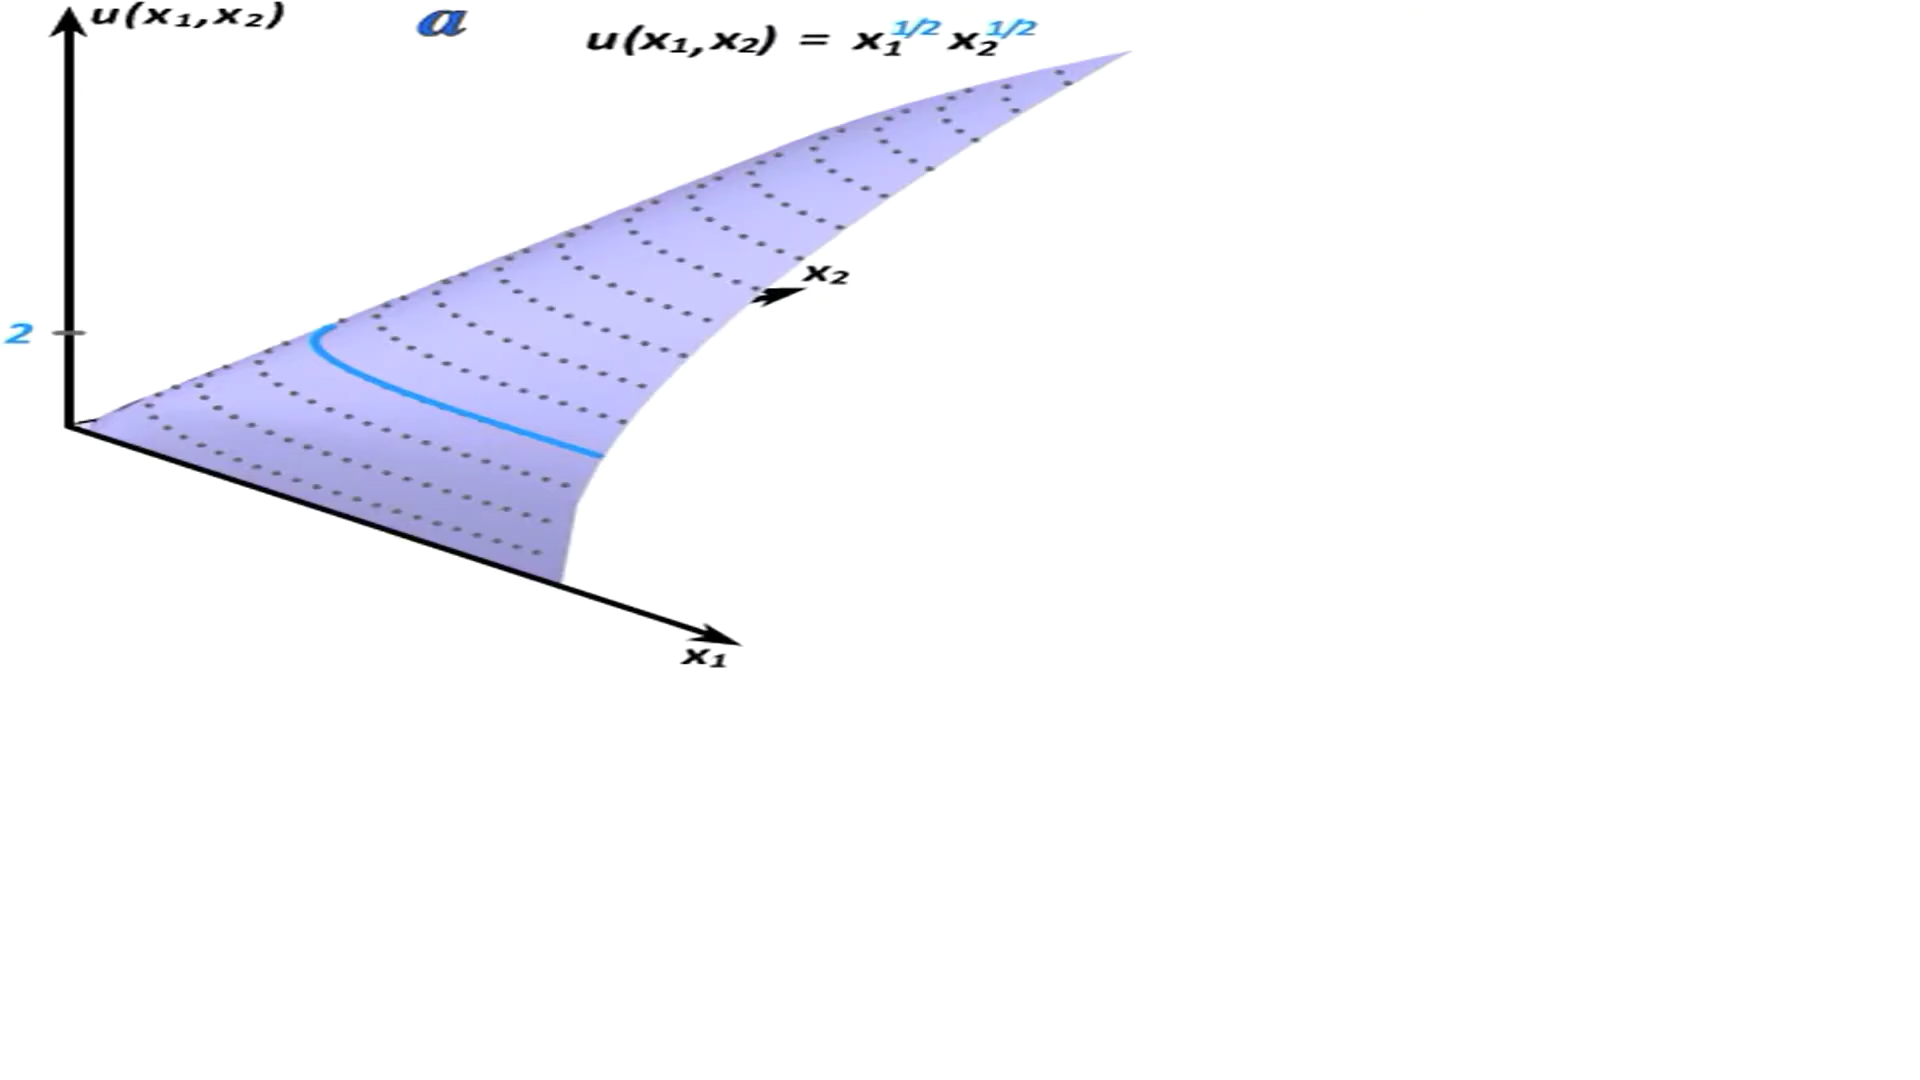 u(x₁,x₂)
a
u(x₁,x₂) = x₁^1/2 x₂^1/2
x₂
2
x₁